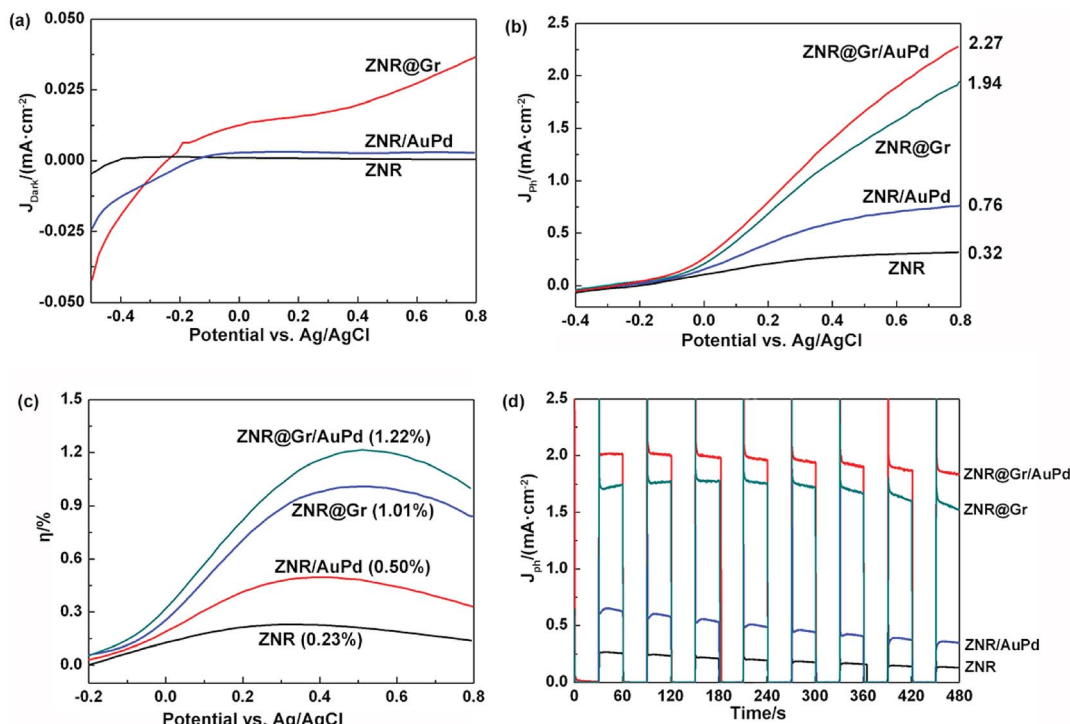 (a)
0.050
0.025
0.000
-0.025
-0.050
J_Dark/(mA·cm⁻²)
ZNR@Gr
ZNR/AuPd
ZNR
-0.4 -0.2 0.0 0.2 0.4 0.6 0.8
Potential vs. Ag/AgCl
(b)
2.5
2.0
1.5
1.0
0.5
0.0
J_Ph/(mA·cm⁻²)
ZNR@Gr/AuPd
2.27
1.94
ZNR@Gr
ZNR/AuPd
0.76
ZNR
0.32
-0.4 -0.2 0.0 0.2 0.4 0.6 0.8
Potential vs. Ag/AgCl
(c)
1.5
1.2
0.9
0.6
0.3
0.0
η/%
ZNR@Gr/AuPd (1.22%)
ZNR@Gr (1.01%)
ZNR/AuPd (0.50%)
ZNR (0.23%)
-0.2 0.0 0.2 0.4 0.6 0.8
Potential vs. Ag/AgCl
(d)
2.5
2.0
1.5
1.0
0.5
0.0
J_ph/(mA·cm⁻²)
ZNR@Gr/AuPd
ZNR@Gr
ZNR/AuPd
ZNR
0 60 120 180 240 300 360 420 480
Time/s